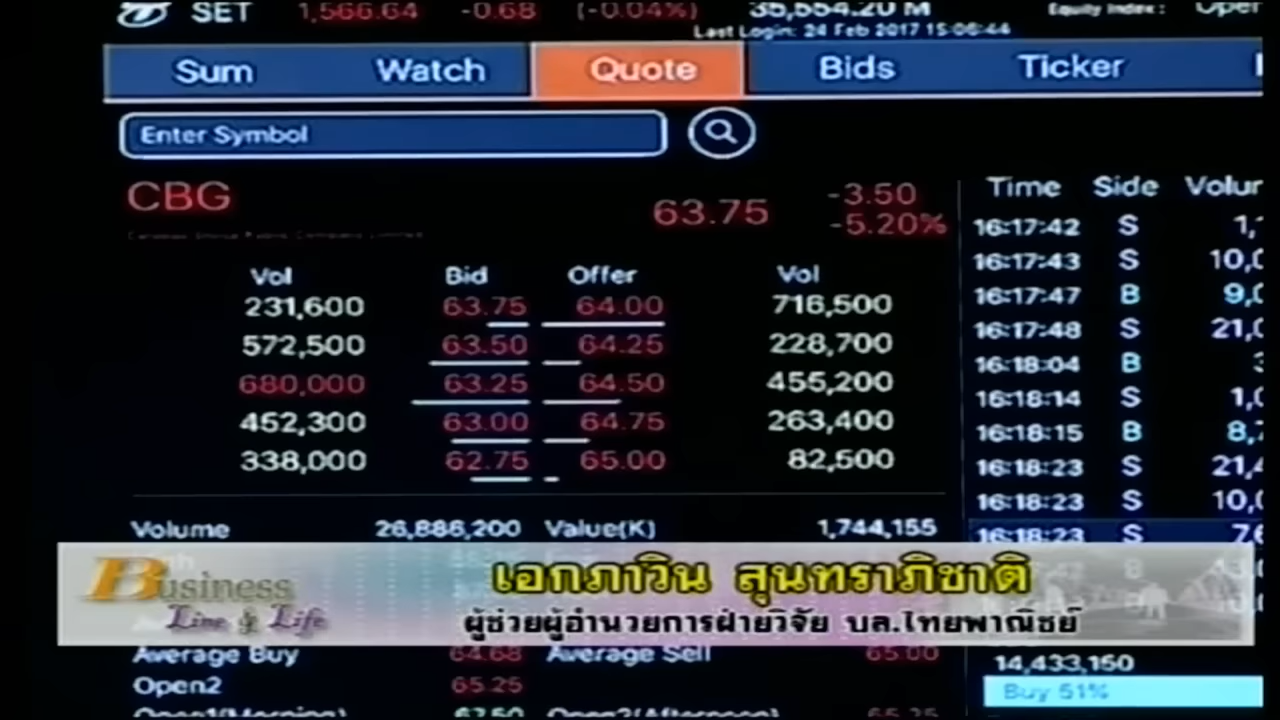 SET 1,566.64 -0.68 (-0.04%) 35,554.20 M Equity Index :
Last Login: 24 Feb 2017 15:06:44
Sum Watch Quote Bids Ticker
Enter Symbol
CBG 63.75 -3.50
-5.20%
Time Side
Vol Bid Offer Vol
231,600 63.75 64.00 716,500
572,500 63.50 64.25 228,700
680,000 63.25 64.50 455,200
452,300 63.00 64.75 263,400
338,000 62.75 65.00 82,500
16:17:42 S
16:17:43 S
16:17:47 B
16:17:48 S
16:18:04 B
16:18:14 S
16:18:15 B
16:18:23 S
16:18:23 S
16:18:23 S
Volume 26,886,200 Value(K) 1,744,155
Business
Line & Life
เอกภาวิน สุนทราภิชาติ
ผู้ช่วยผู้อำนวยการฝ่ายวิจัย บล.ไทยพาณิชย์
Average Buy 64.68 Average Sell 65.00
Open2 65.25
Open1(Morning) 67.50 Open2(Afternoon) 65.25
14,433,150
Buy 51%